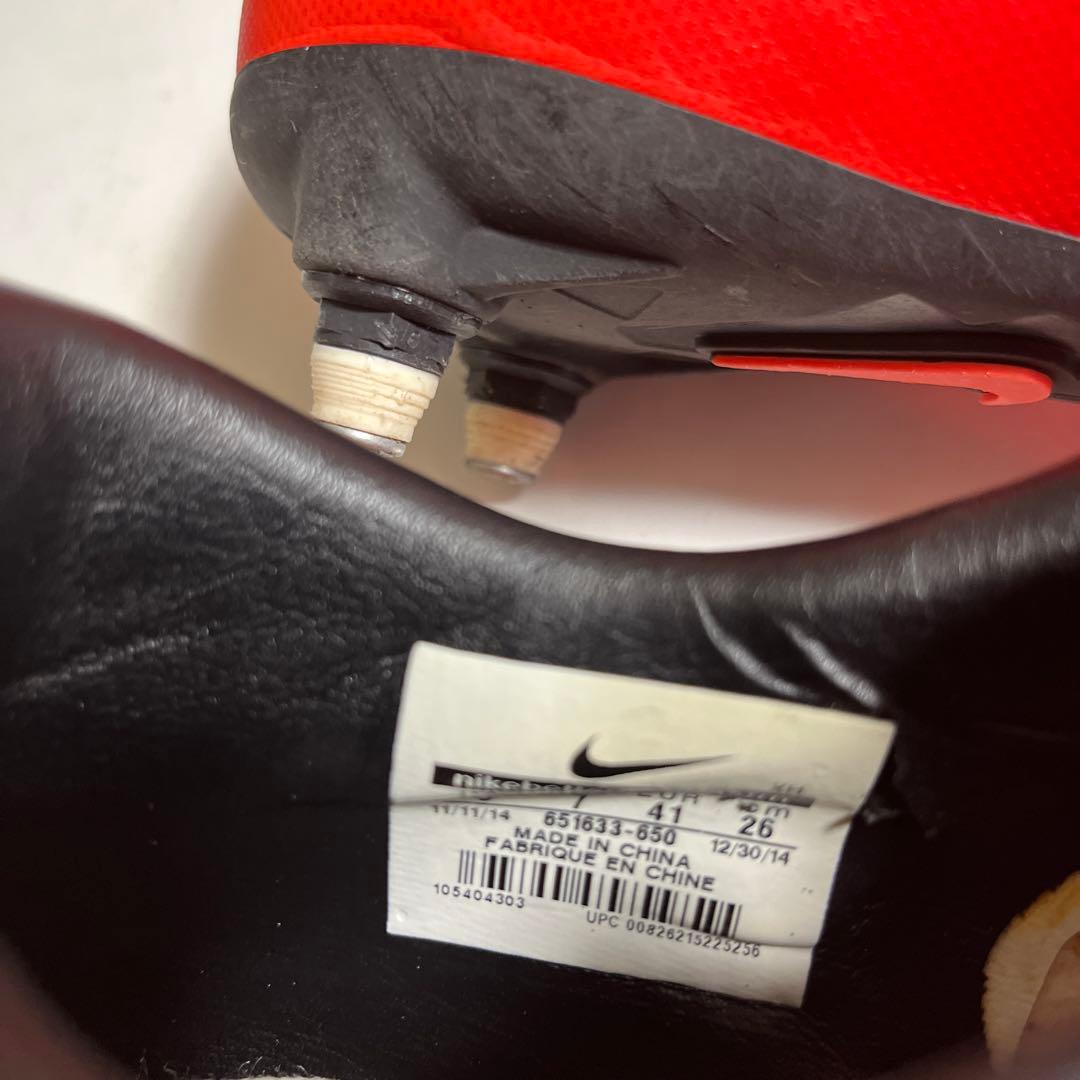 7 41 26
11/11/14 651633-650 12/30/14
MADE IN CHINA
FABRIQUE EN CHINE
105404303
UPC 00826215225256